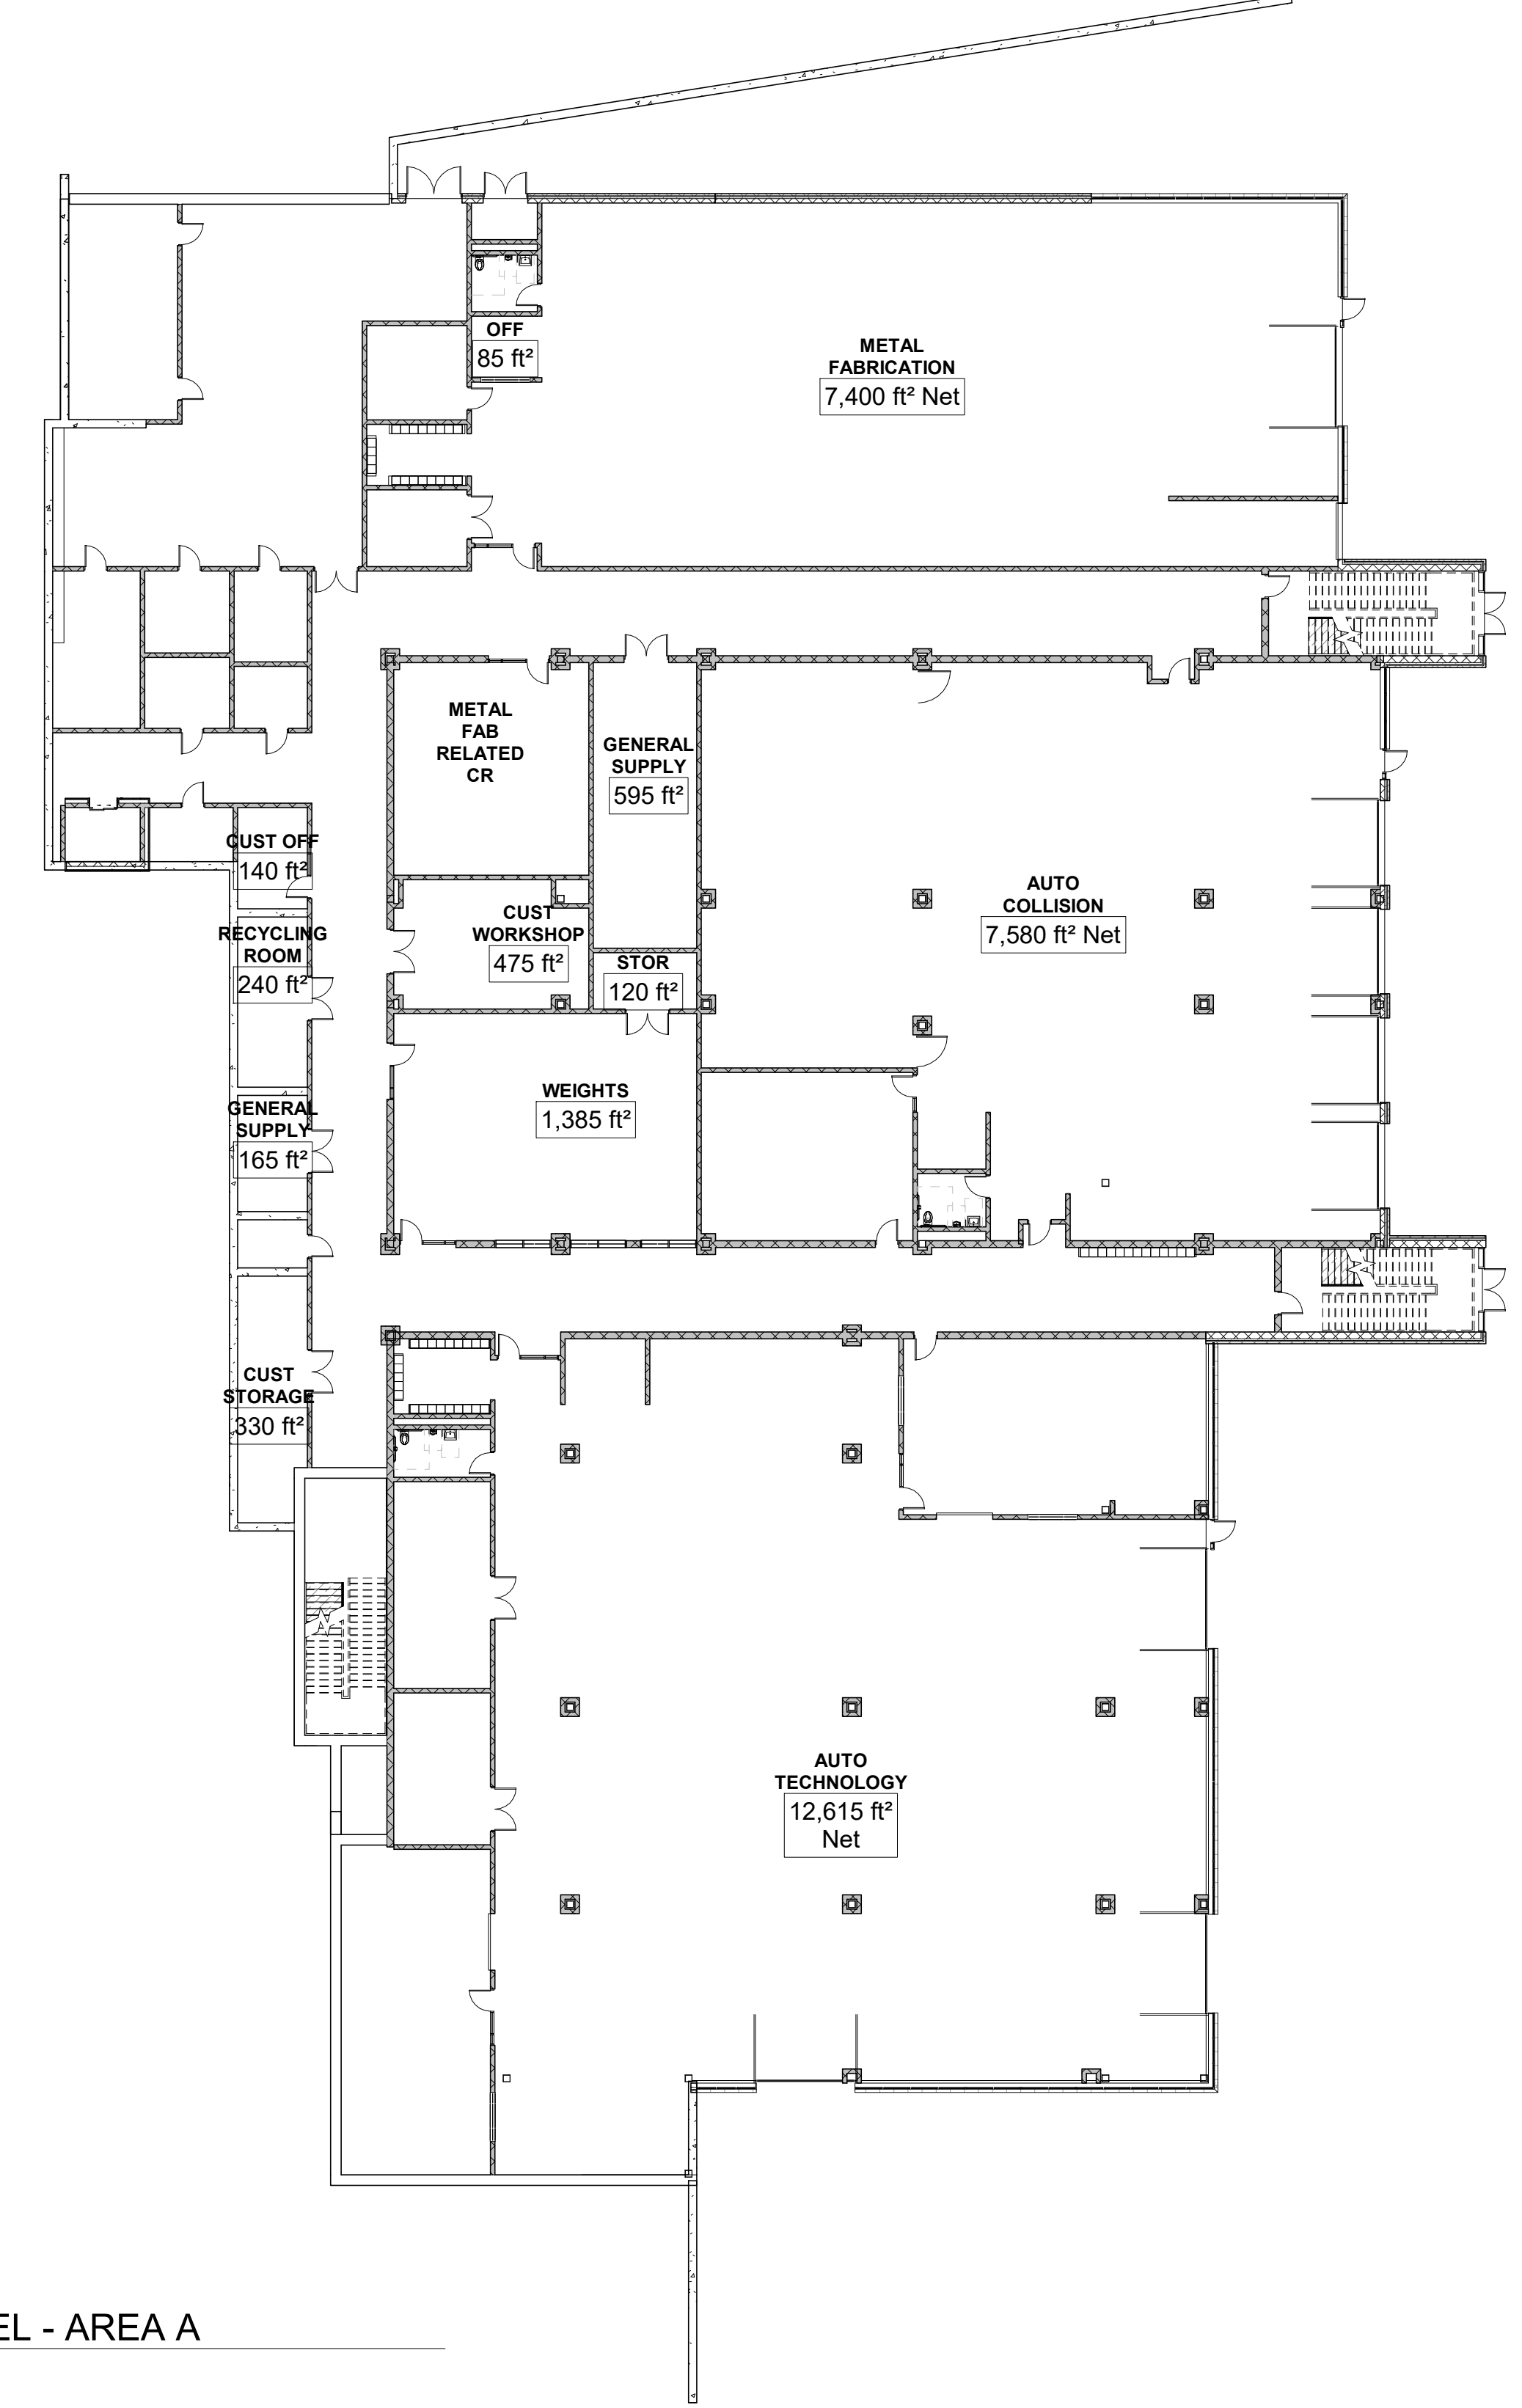 OFF
85 ft²
METAL
FABRICATION
7,400 ft² Net
METAL
FAB
RELATED
CR
GENERAL
SUPPLY
595 ft²
CUST OFF
140 ft²
AUTO
COLLISION
7,580 ft² Net
CUST
WORKSHOP
475 ft²
RECYCLING
ROOM
240 ft²
STOR
120 ft²
WEIGHTS
1,385 ft²
GENERAL
SUPPLY
165 ft²
CUST
STORAGE
330 ft²
AUTO
TECHNOLOGY
12,615 ft²
Net
EL - AREA A